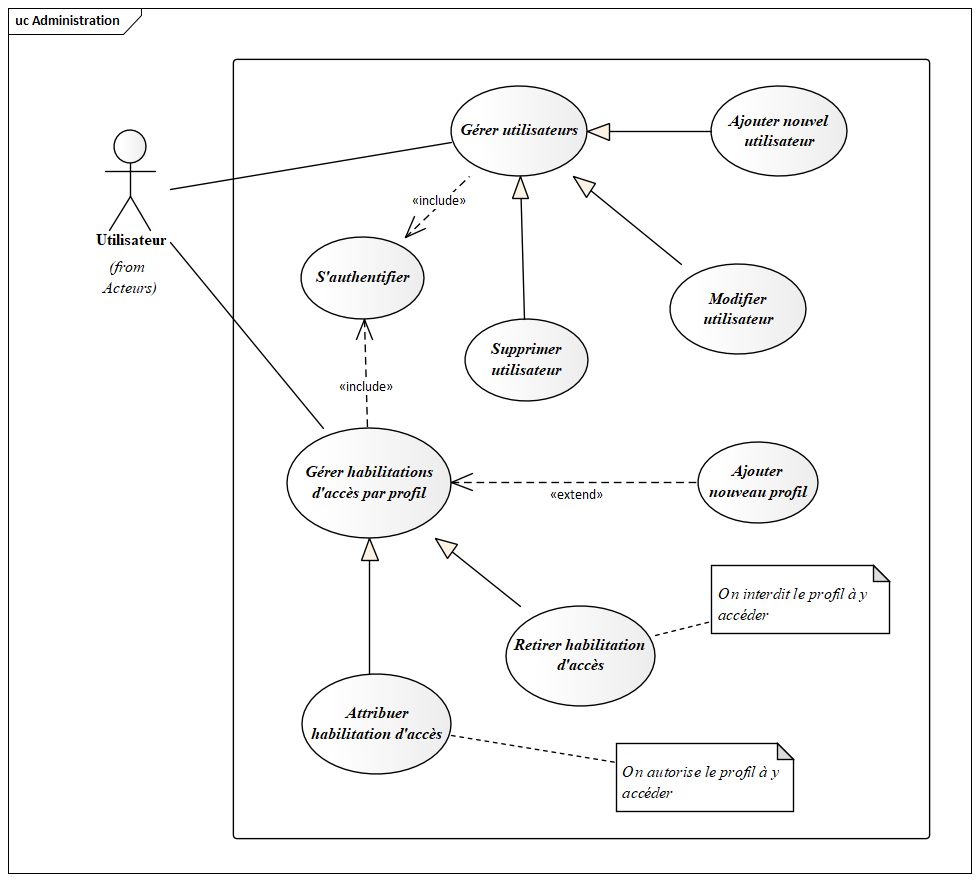 uc Administration
Gérer utilisateurs
Ajouter nouvel
utilisateur
«include»
Utilisateur
(from
Acteurs)
S'authentifier
Modifier
utilisateur
Supprimer
utilisateur
«include»
Gérer habilitations
d'accès par profil
«extend»
Ajouter
nouveau profil
On interdit le profil à y
accéder
Retirer habilitation
d'accès
Attribuer
habilitation d'accès
On autorise le profil à y
accéder